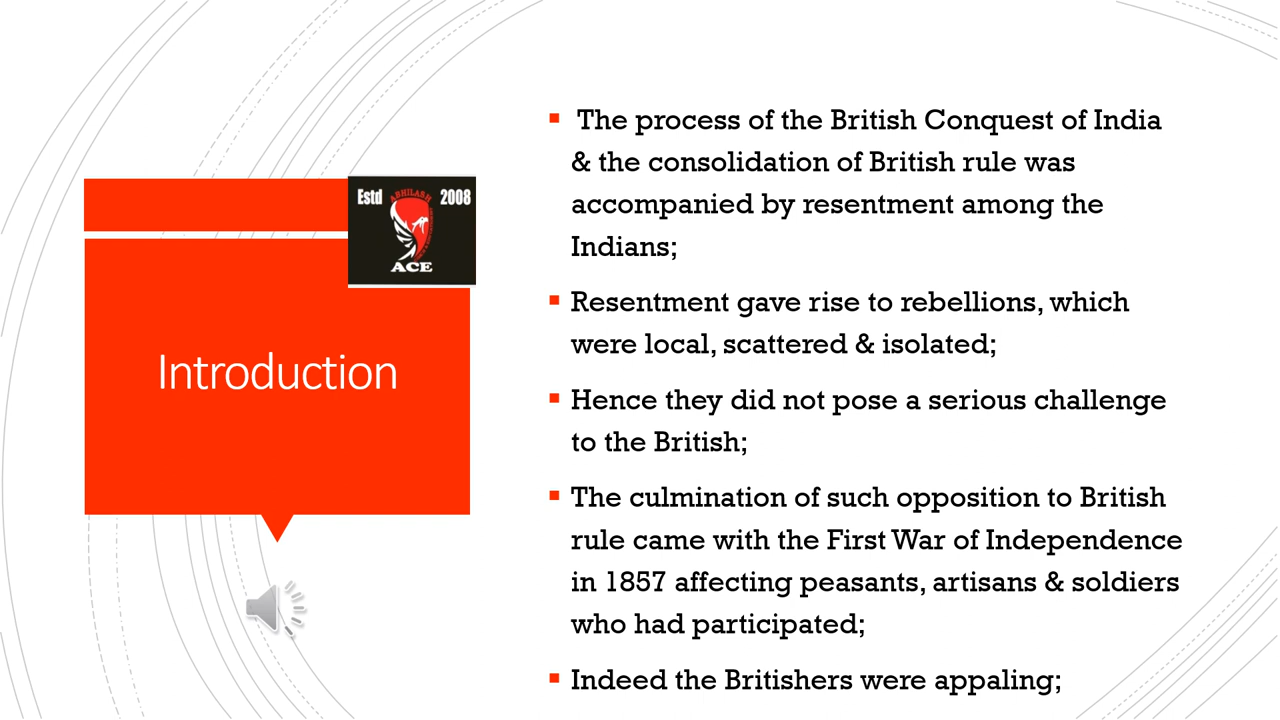 Estd 2008
ABHILASH
ACE
Introduction
The process of the British Conquest of India
& the consolidation of British rule was
accompanied by resentment among the
Indians;
Resentment gave rise to rebellions, which
were local, scattered & isolated;
Hence they did not pose a serious challenge
to the British;
The culmination of such opposition to British
rule came with the First War of Independence
in 1857 affecting peasants, artisans & soldiers
who had participated;
Indeed the Britishers were appaling;